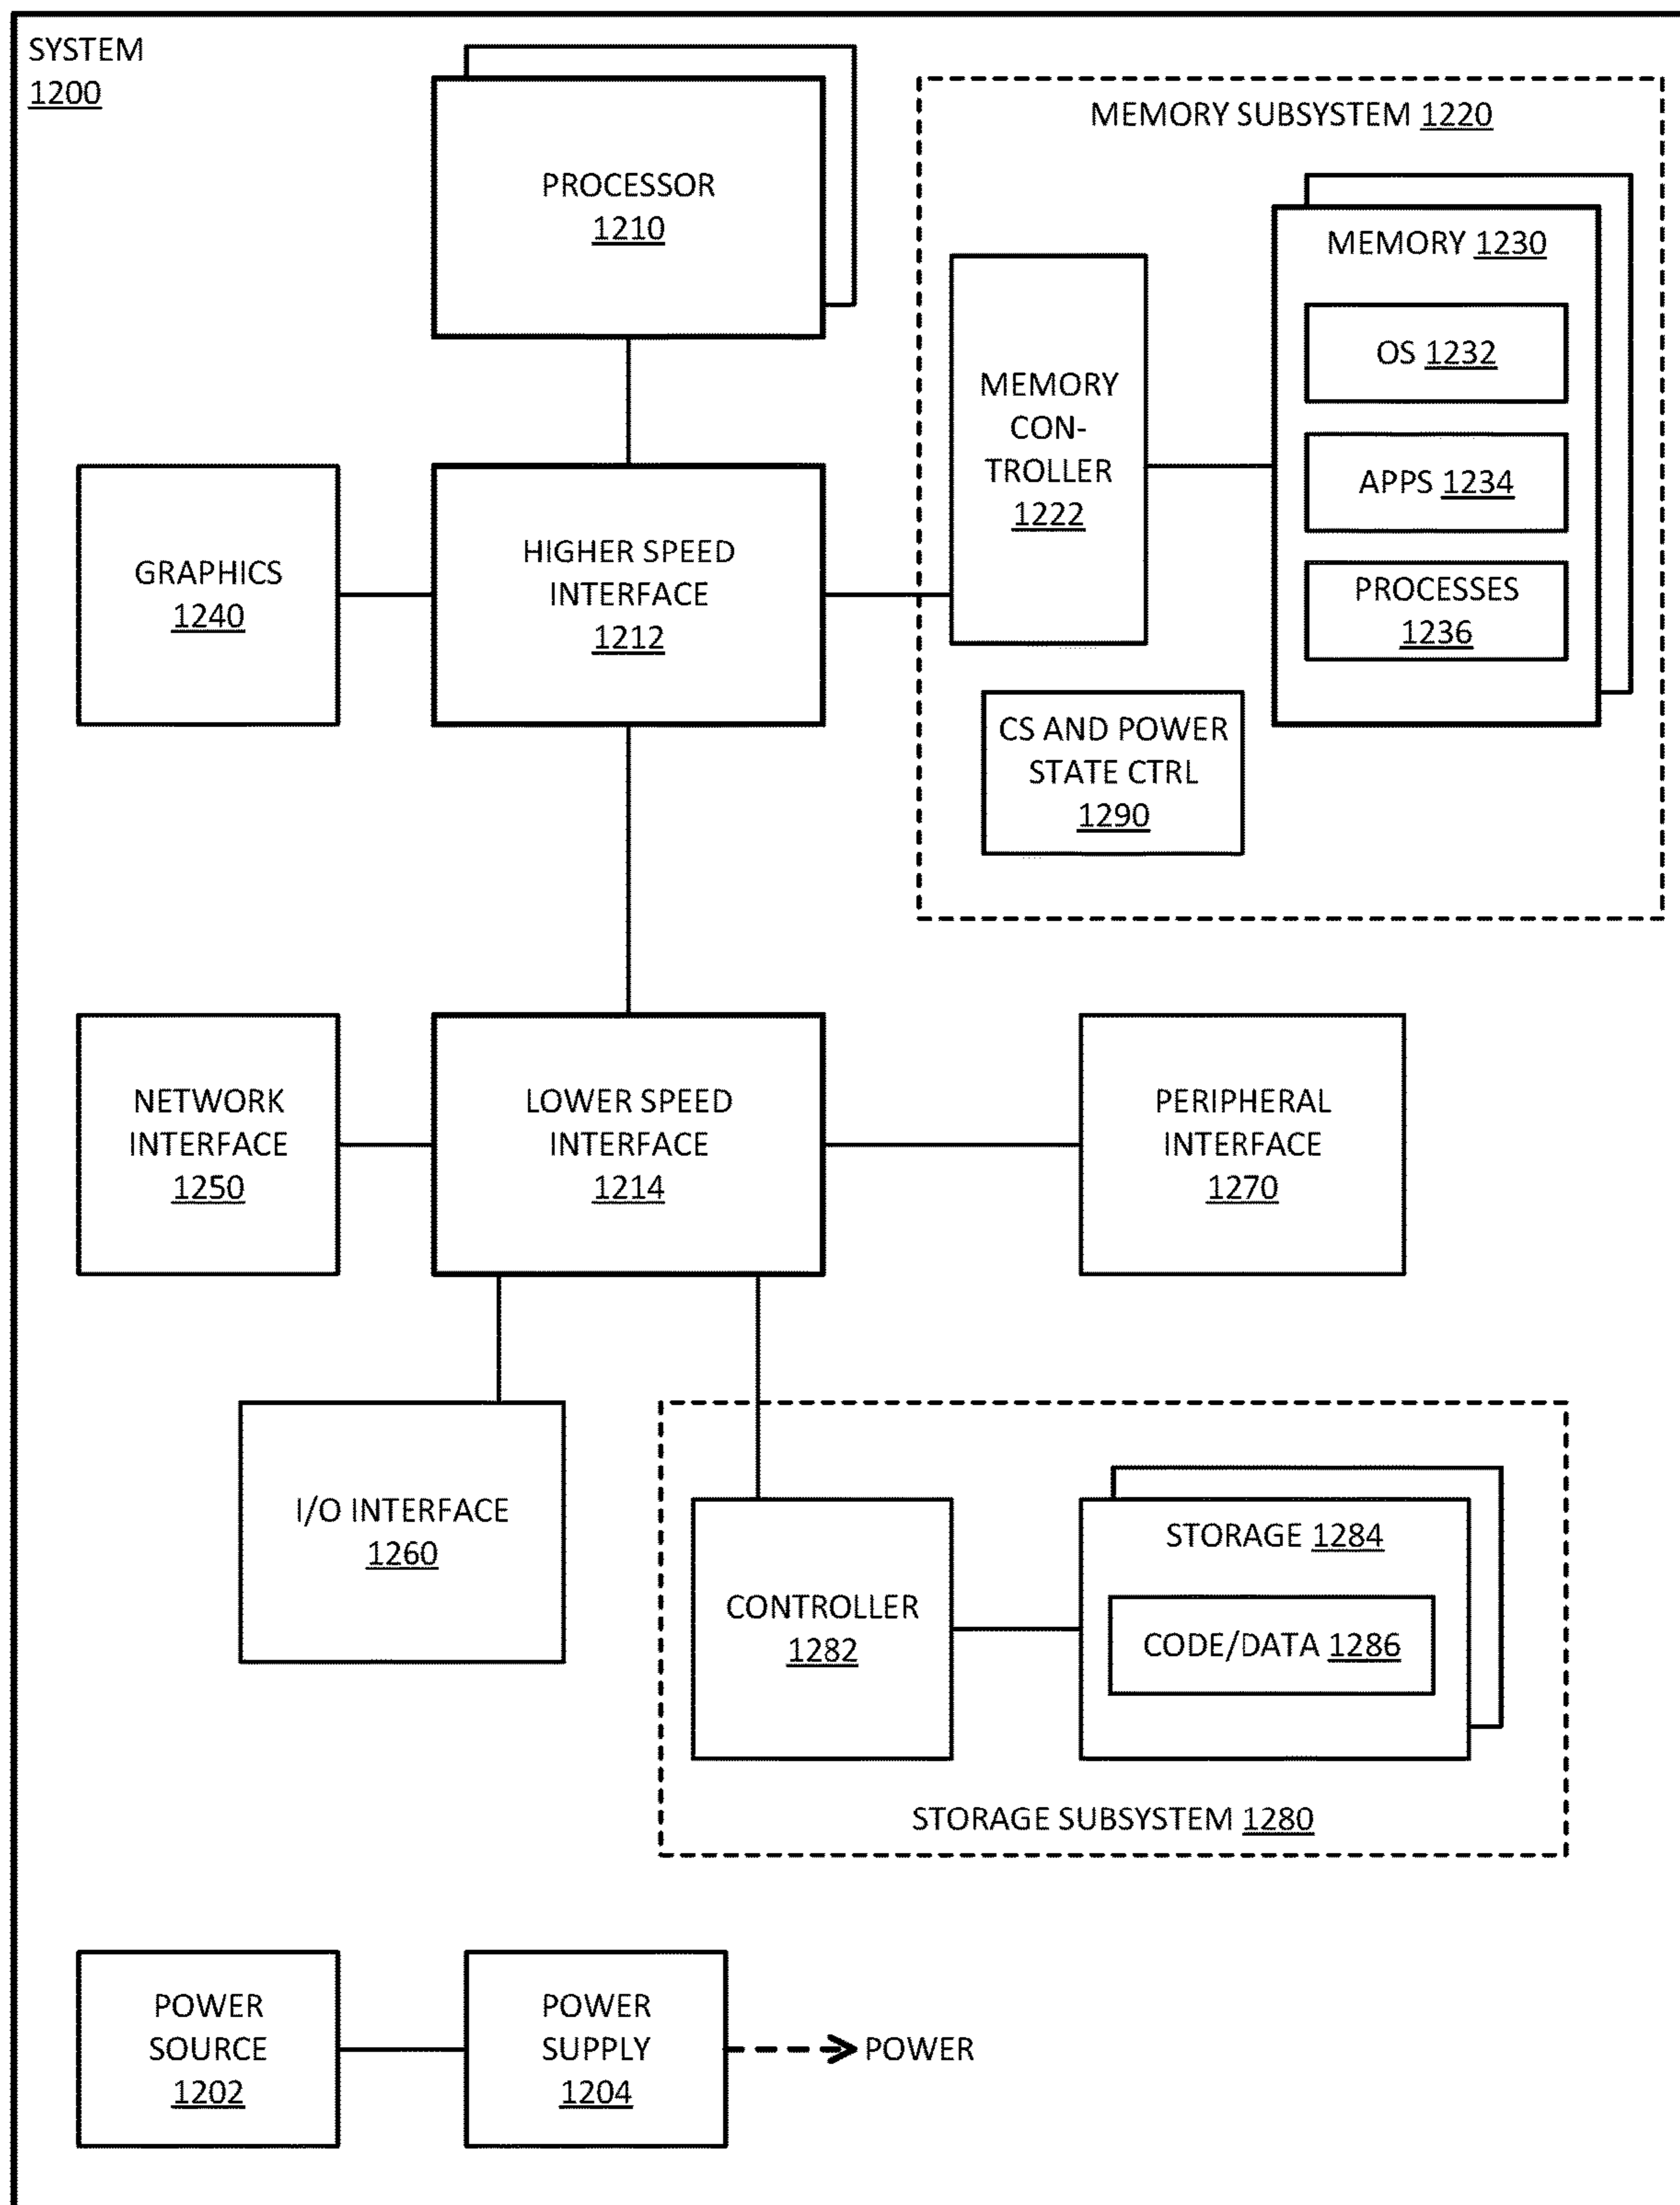 SYSTEM
1200
PROCESSOR
1210
MEMORY SUBSYSTEM 1220
MEMORY
CON-
TROLLER
1222
MEMORY 1230
OS 1232
APPS 1234
PROCESSES
1236
CS AND POWER
STATE CTRL
1290
GRAPHICS
1240
HIGHER SPEED
INTERFACE
1212
NETWORK
INTERFACE
1250
LOWER SPEED
INTERFACE
1214
PERIPHERAL
INTERFACE
1270
I/O INTERFACE
1260
CONTROLLER
1282
STORAGE 1284
CODE/DATA 1286
STORAGE SUBSYSTEM 1280
POWER
SOURCE
1202
POWER
SUPPLY
1204
POWER